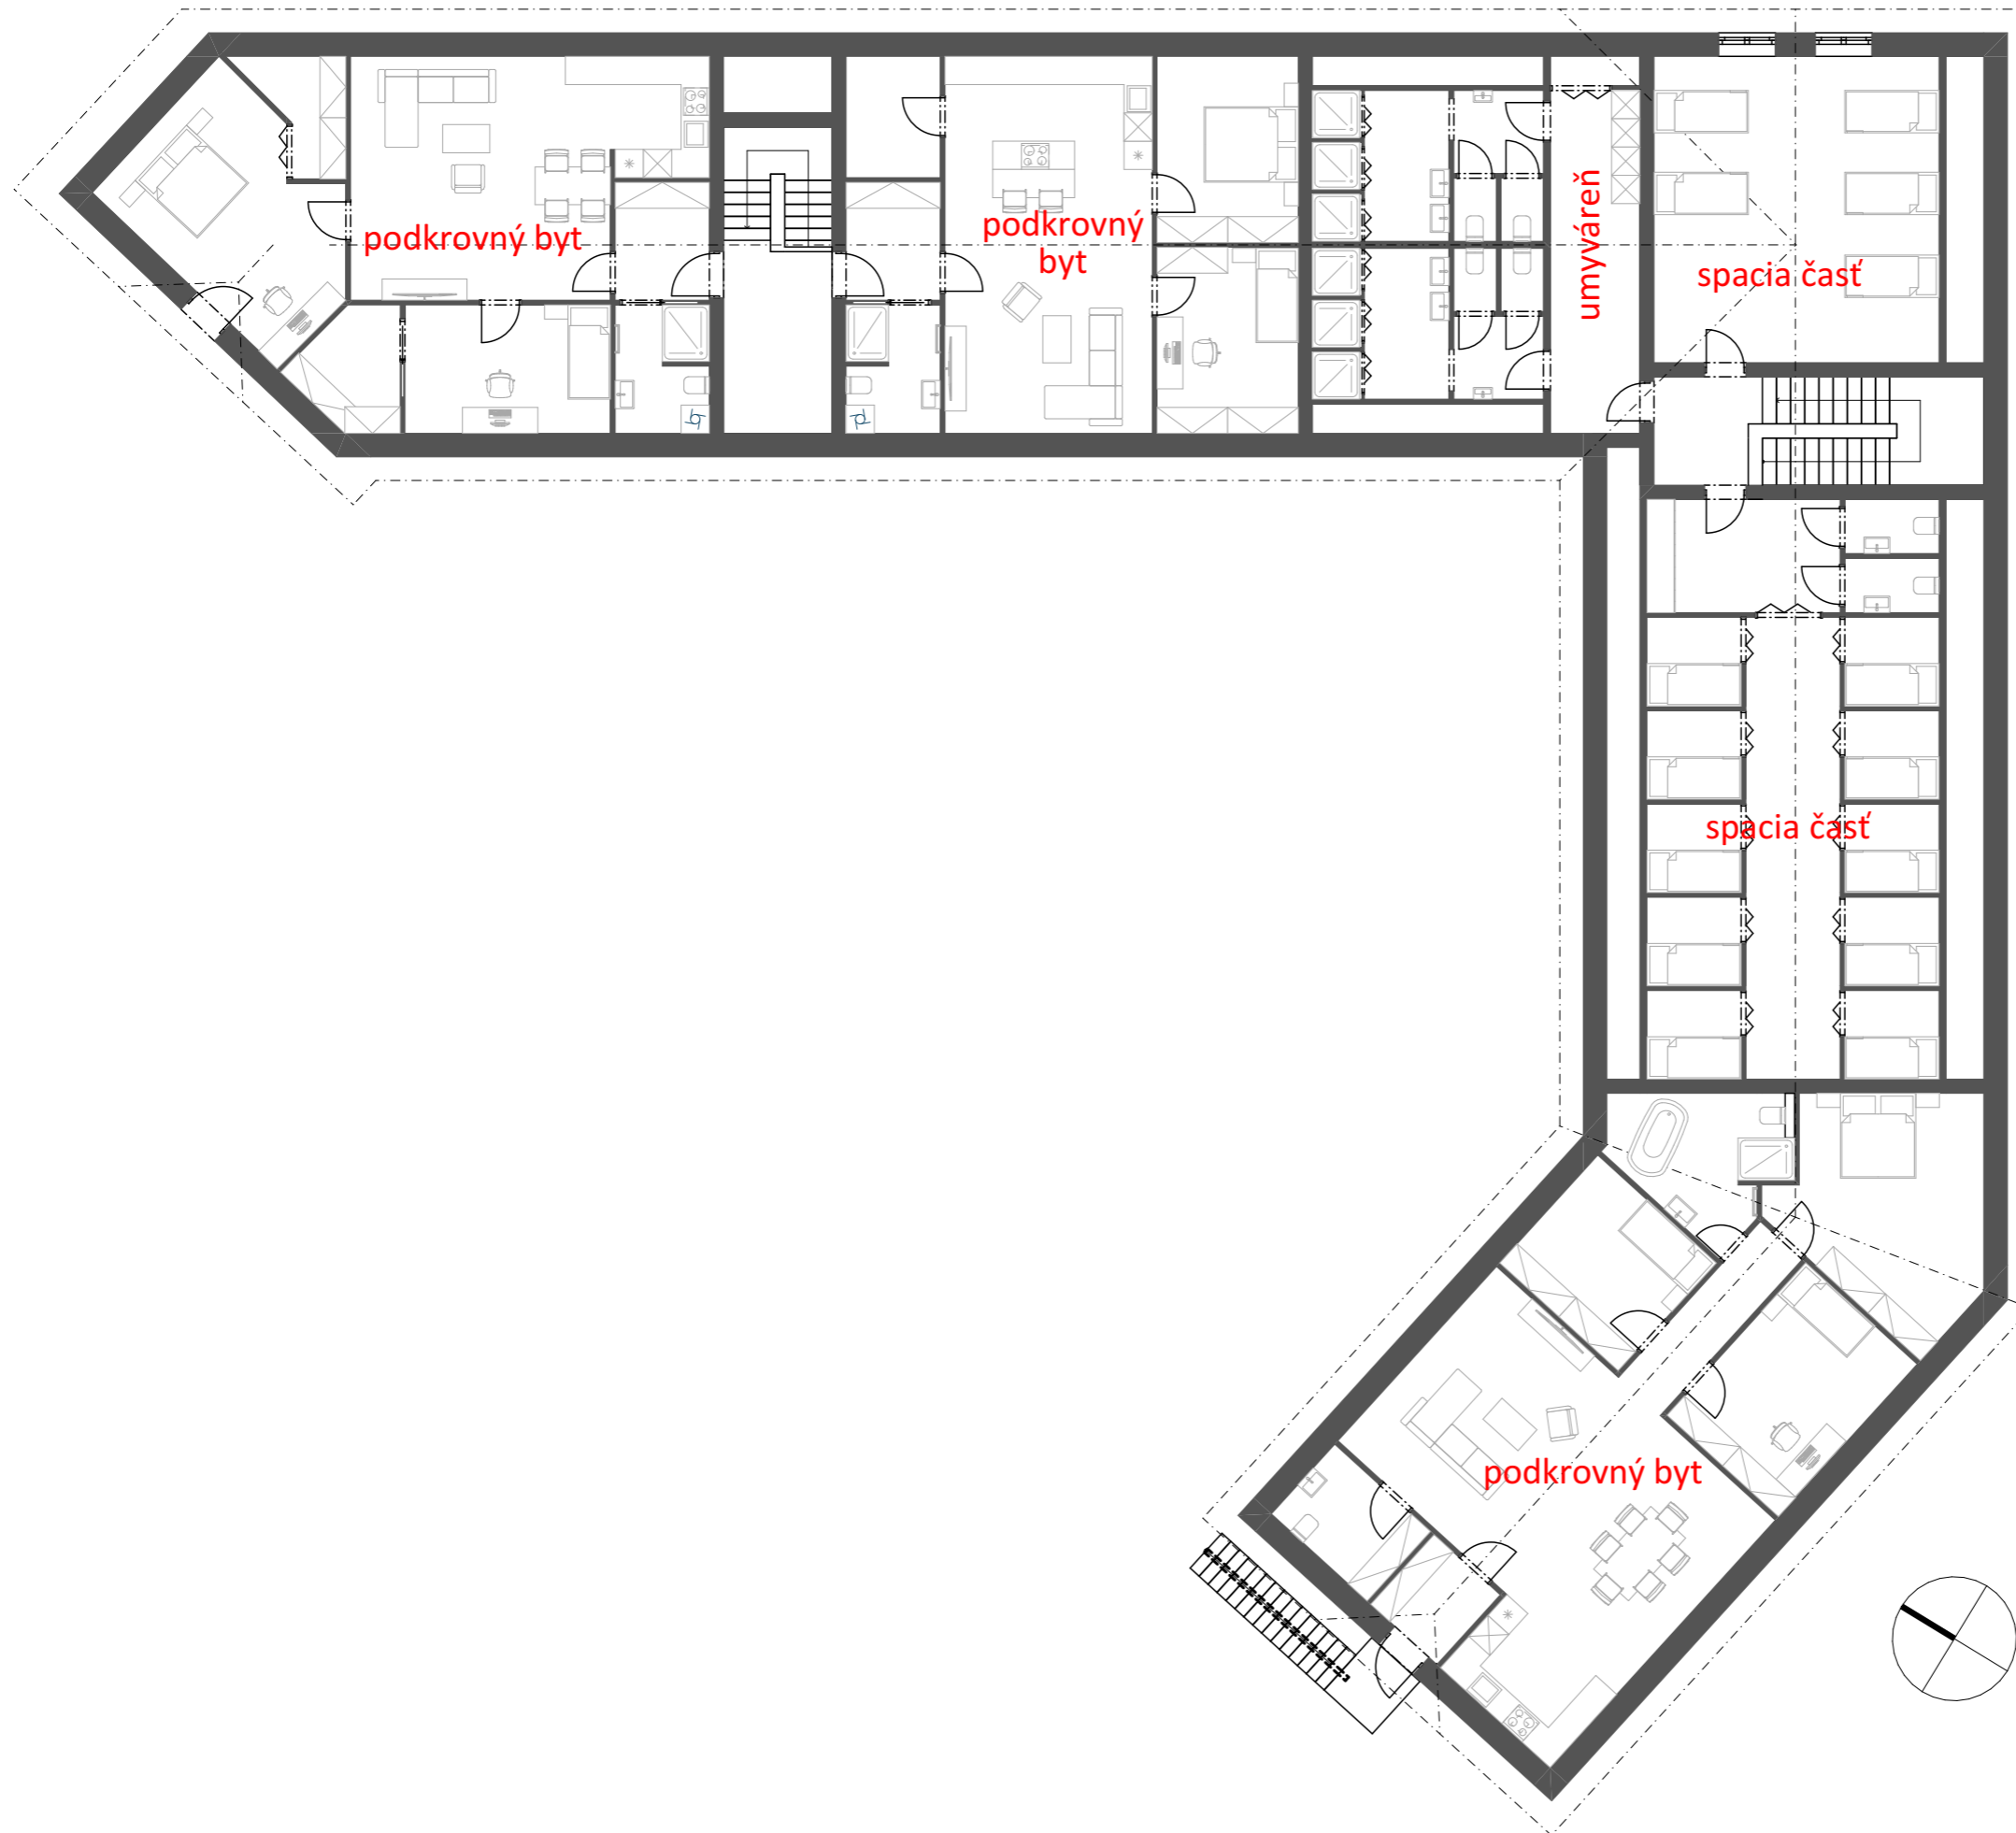 podkrovný byt
podkrovný
byt
umyváreň
spacia časť
spacia časť
podkrovný byt